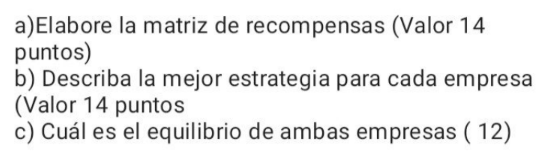 a)Elabore la matriz de recompensas (Valor 14
puntos)
b) Describa la mejor estrategia para cada empresa
(Valor 14 puntos
c) Cuál es el equilibrio de ambas empresas ( 12)